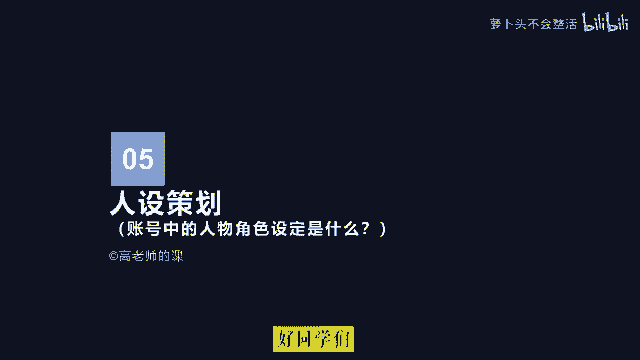 萝卜头不会整活 bilibili
05
人设策划
（账号中的人物角色设定是什么？）
©高老师的课
好同学们